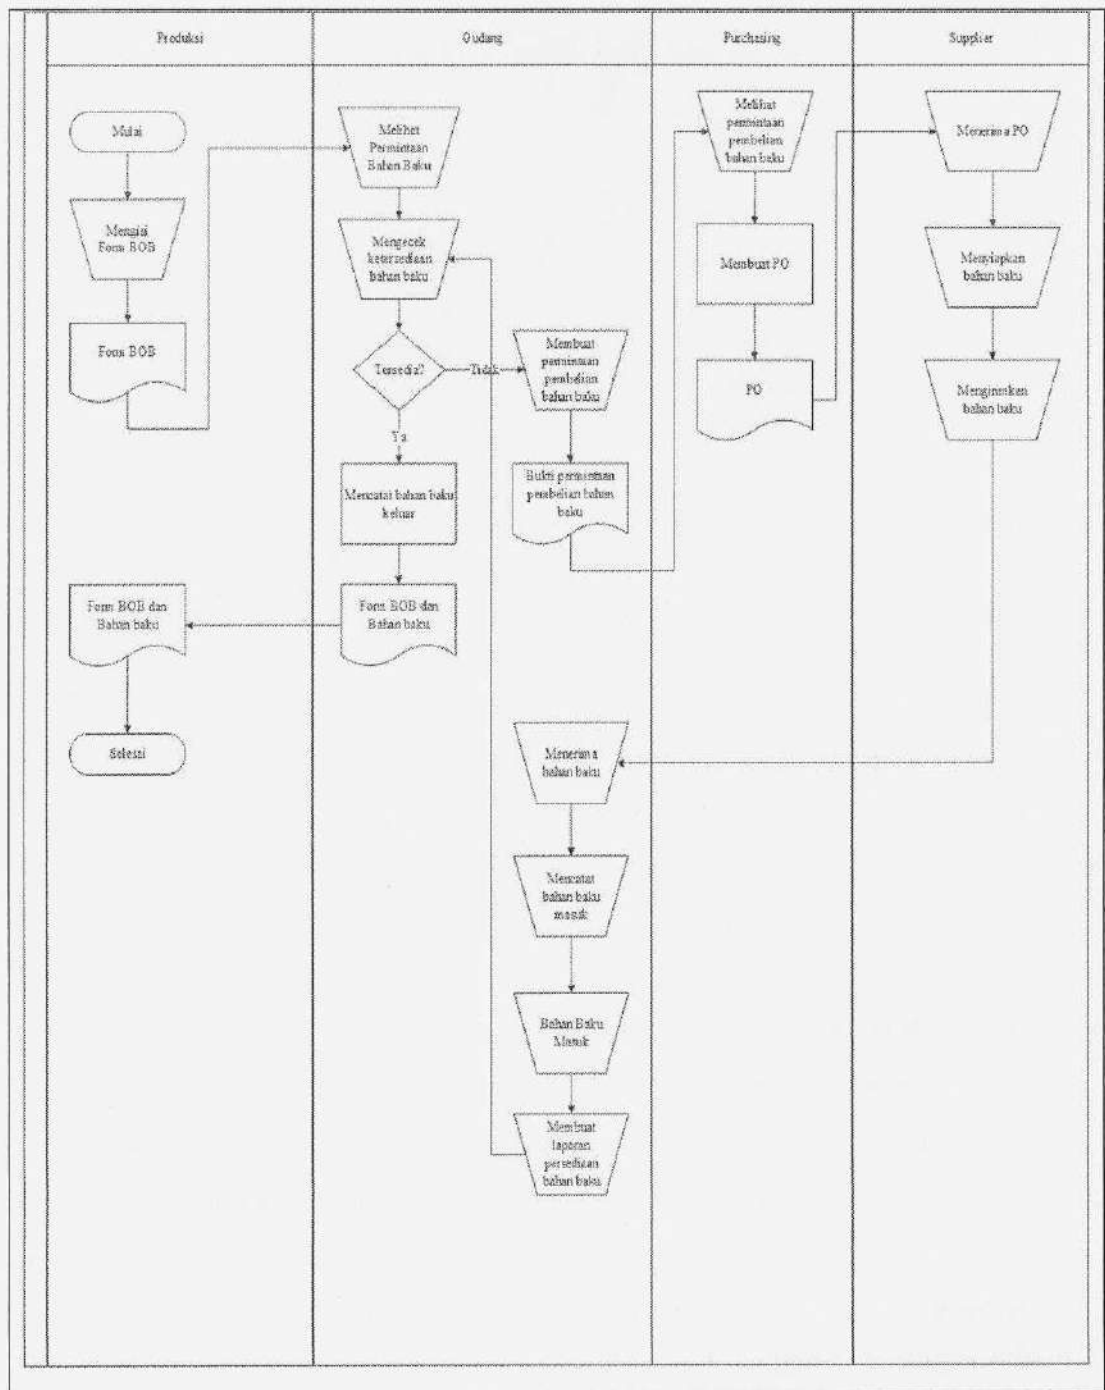 Produksi
Gudang
Purchasing
Supplier
Mulai
Mengisi
Form BOB
Form BOB
Form BOB dan
Bahan baku
Selesai
Melihat
Permintaan
Bahan Baku
Mengecek
ketersediaan
bahan baku
Tersedia?
Tidak
Ya
Mencatat bahan baku
keluar
Form BOB dan
Bahan baku
Membuat
permintaan
pembelian
bahan baku
Bukti permintaan
pembelian bahan
baku
Menerima
bahan baku
Mencatat
bahan baku
masuk
Bahan Baku
Masuk
Membuat
laporan
persediaan
bahan baku
Melihat
permintaan
pembelian
bahan baku
Membuat PO
PO
Menerima PO
Menyiapkan
bahan baku
Mengirimkan
bahan baku